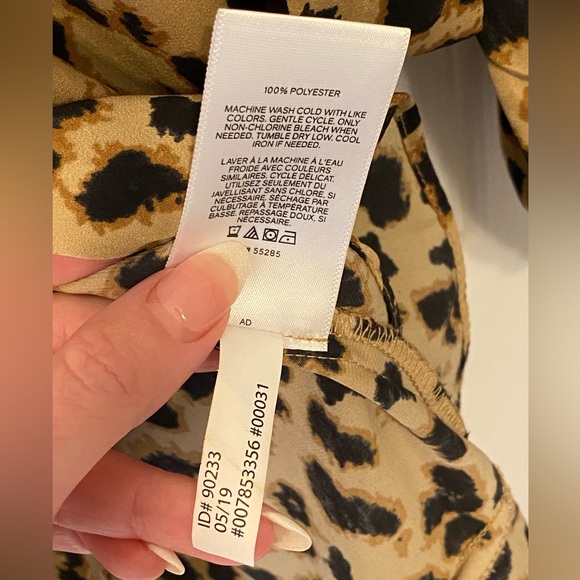 100% POLYESTER
MACHINE WASH COLD WITH LIKE
COLORS. GENTLE CYCLE. ONLY
NON-CHLORINE BLEACH WHEN
NEEDED. TUMBLE DRY LOW. COOL
IRON IF NEEDED.
LAVER À LA MACHINE À L'EAU
FROIDE AVEC COULEURS
SIMILAIRES, CYCLE DÉLICAT.
UTILISEZ SEULEMENT DU
JAVELLISANT SANS CHLORE, SI
NÉCESSAIRE. SÉCHAGE PAR
CULBUTAGE À TEMPÉRATURE
BASSE. REPASSAGE DOUX, SI
NÉCESSAIRE.
55285
AD
ID# 90233
05/19
#007853356 #00031